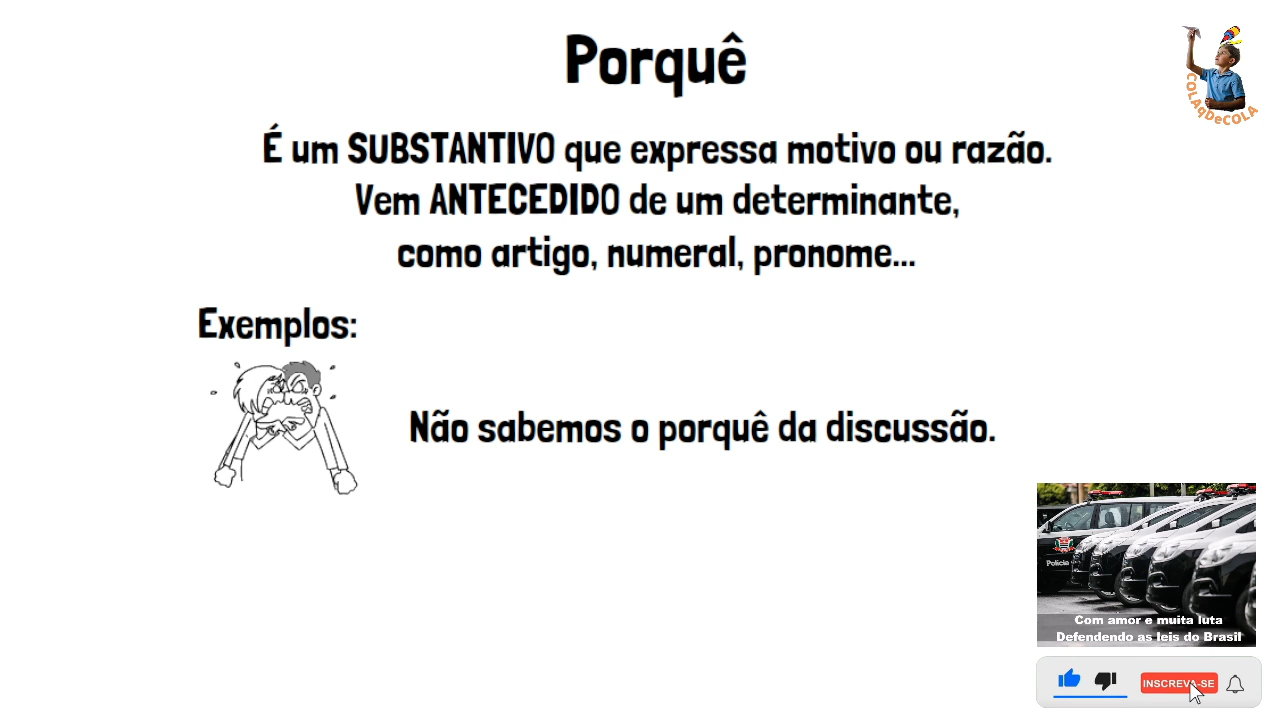 Porquê
COLAqDeCOLA
É um SUBSTANTIVO que expressa motivo ou razão.
Vem ANTECEDIDO de um determinante,
como artigo, numeral, pronome...
Exemplos:
Não sabemos o porquê da discussão.
Polícia
Com amor e muita luta
Defendendo as leis do Brasil
INSCREVA-SE